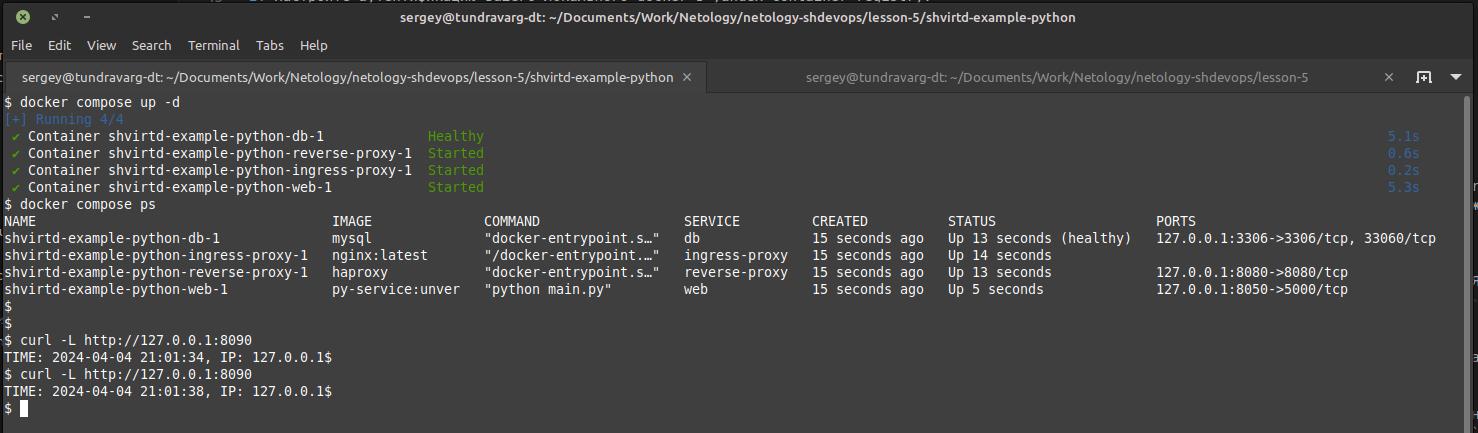 sergey@tundravarg-dt: ~/Documents/Work/Netology/netology-shdevops/lesson-5/shvirtd-example-python
File Edit View Search Terminal Tabs Help
sergey@tundravarg-dt: ~/Documents/Work/Netology/netology-shdevops/lesson-5/shvirtd-example-python × sergey@tundravarg-dt: ~/Documents/Work/Netology/netology-shdevops/lesson-5 ×
$ docker compose up -d
[+] Running 4/4
✔ Container shvirtd-example-python-db-1 Healthy 5.1s
✔ Container shvirtd-example-python-reverse-proxy-1 Started 0.6s
✔ Container shvirtd-example-python-ingress-proxy-1 Started 0.2s
✔ Container shvirtd-example-python-web-1 Started 5.3s
$ docker compose ps
NAME IMAGE COMMAND SERVICE CREATED STATUS PORTS
shvirtd-example-python-db-1 mysql "docker-entrypoint.s…" db 15 seconds ago Up 13 seconds (healthy) 127.0.0.1:3306->3306/tcp, 33060/tcp
shvirtd-example-python-ingress-proxy-1 nginx:latest "/docker-entrypoint.…" ingress-proxy 15 seconds ago Up 14 seconds
shvirtd-example-python-reverse-proxy-1 haproxy "docker-entrypoint.s…" reverse-proxy 15 seconds ago Up 13 seconds 127.0.0.1:8080->8080/tcp
shvirtd-example-python-web-1 py-service:unver "python main.py" web 15 seconds ago Up 5 seconds 127.0.0.1:8050->5000/tcp
$
$
$ curl -L http://127.0.0.1:8090
TIME: 2024-04-04 21:01:34, IP: 127.0.0.1$
$ curl -L http://127.0.0.1:8090
TIME: 2024-04-04 21:01:38, IP: 127.0.0.1$
$